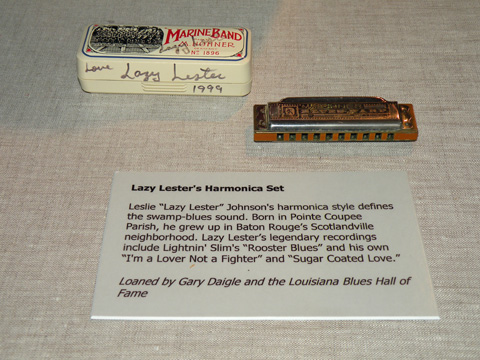 MARINE BAND
M. HOHNER
Nº 1896
Love Lazy Lester
1999
Lazy Lester's Harmonica Set
Leslie “Lazy Lester” Johnson's harmonica style defines
the swamp-blues sound. Born in Pointe Coupee
Parish, he grew up in Baton Rouge's Scotlandville
neighborhood. Lazy Lester's legendary recordings
include Lightnin' Slim's “Rooster Blues” and his own
“I'm a Lover Not a Fighter” and “Sugar Coated Love.”
Loaned by Gary Daigle and the Louisiana Blues Hall of
Fame